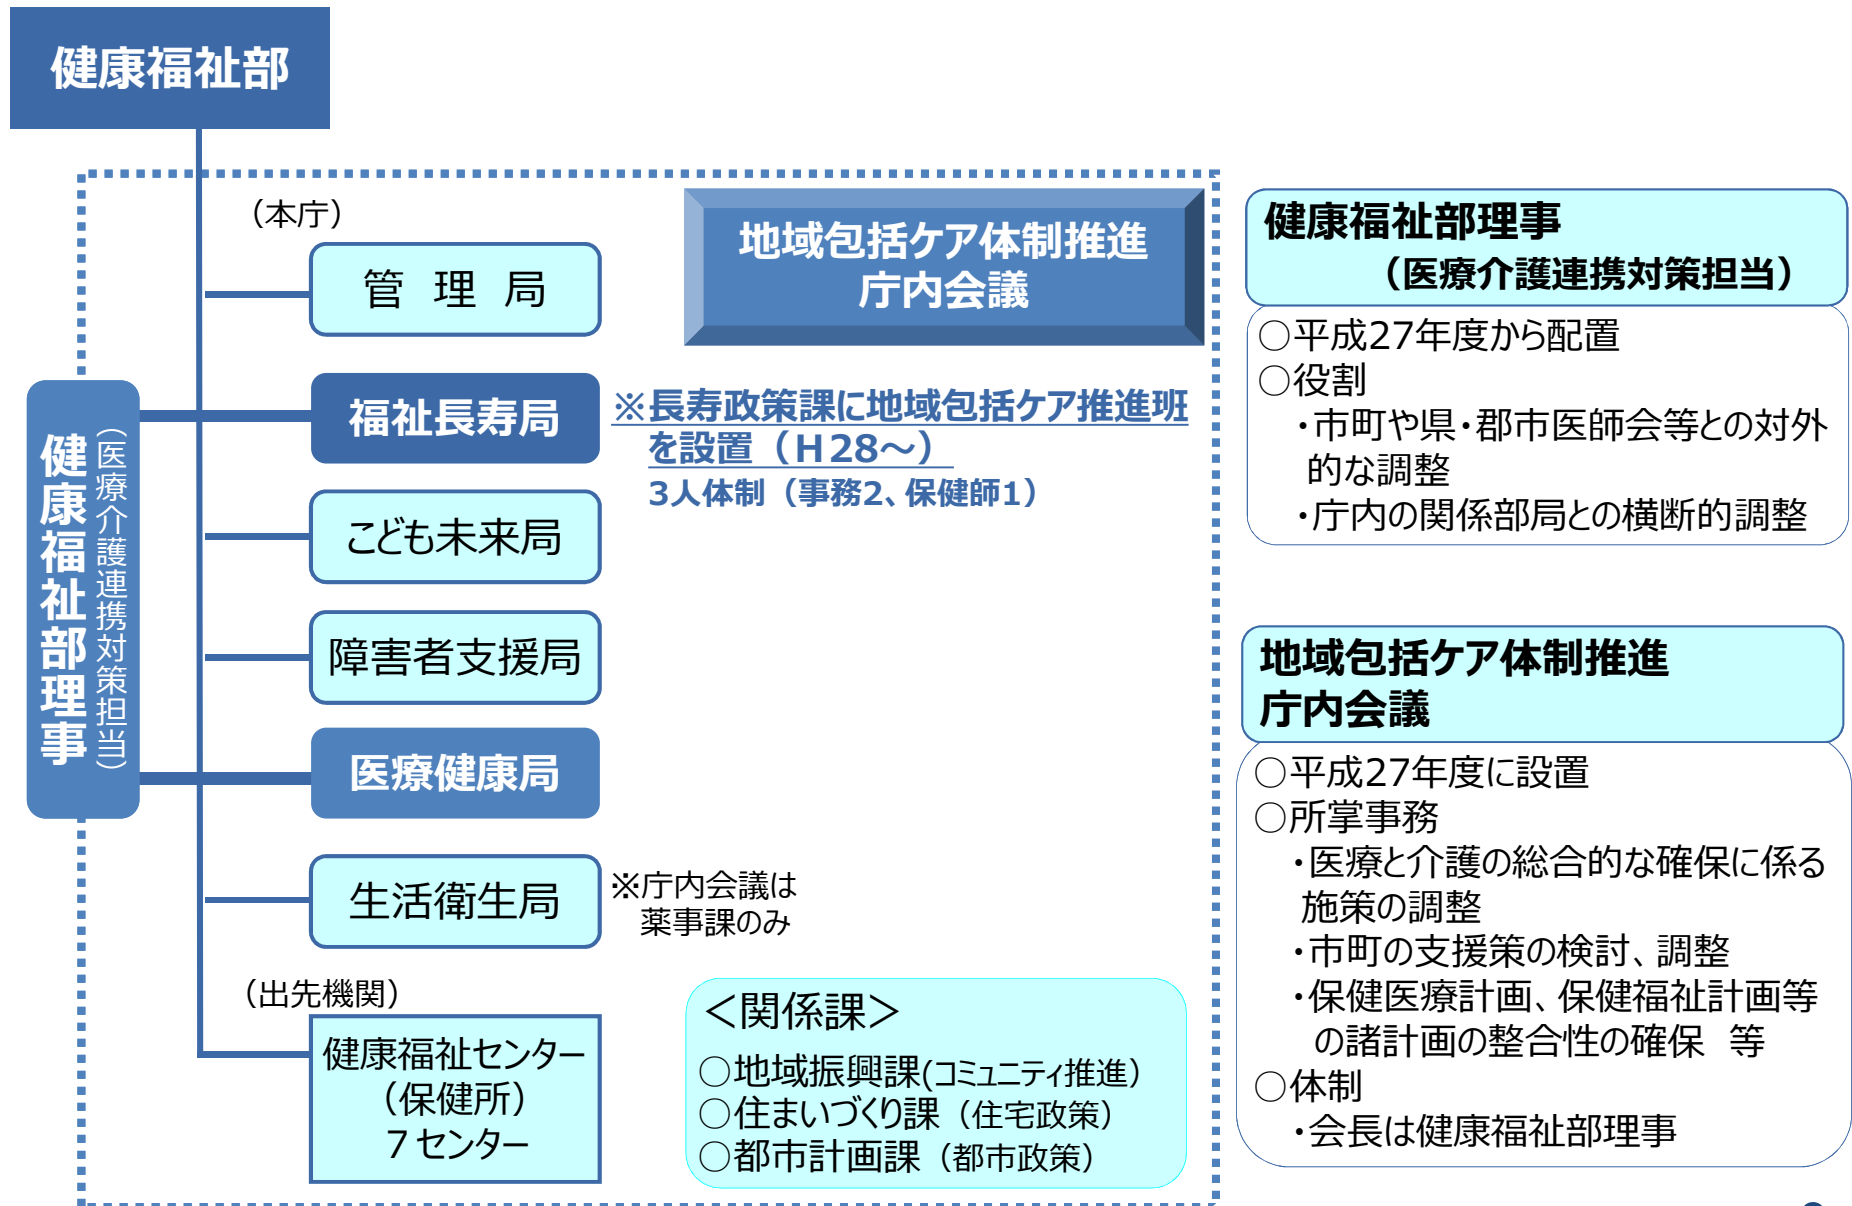 健康福祉部
（本庁）
管　理　局
福祉長寿局
こども未来局
障害者支援局
医療健康局
生活衛生局
（出先機関）
健康福祉センター
（保健所）
７センター
健康福祉部理事
（医療介護連携対策担当）
地域包括ケア体制推進
庁内会議
※長寿政策課に地域包括ケア推進班
を設置（Ｈ28～）
3人体制（事務2、保健師1）
※庁内会議は
薬事課のみ
＜関係課＞
○地域振興課(コミュニティ推進）
○住まいづくり課（住宅政策）
○都市計画課（都市政策）
健康福祉部理事
（医療介護連携対策担当）
○平成27年度から配置
○役割
・市町や県・郡市医師会等との対外
的な調整
・庁内の関係部局との横断的調整
地域包括ケア体制推進
庁内会議
○平成27年度に設置
○所掌事務
・医療と介護の総合的な確保に係る
施策の調整
・市町の支援策の検討、調整
・保健医療計画、保健福祉計画等
の諸計画の整合性の確保　等
○体制
・会長は健康福祉部理事